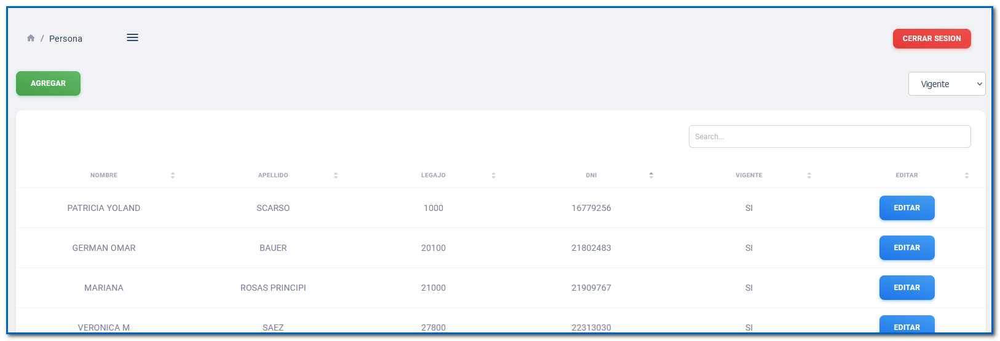 / Persona
CERRAR SESION
AGREGAR
Vigente
Search...
NOMBRE APELLIDO LEGAJO DNI VIGENTE EDITAR
PATRICIA YOLAND SCARSO 1000 16779256 SI EDITAR
GERMAN OMAR BAUER 20100 21802483 SI EDITAR
MARIANA ROSAS PRINCIPI 21000 21909767 SI EDITAR
VERONICA M SAEZ 27800 22313030 SI EDITAR